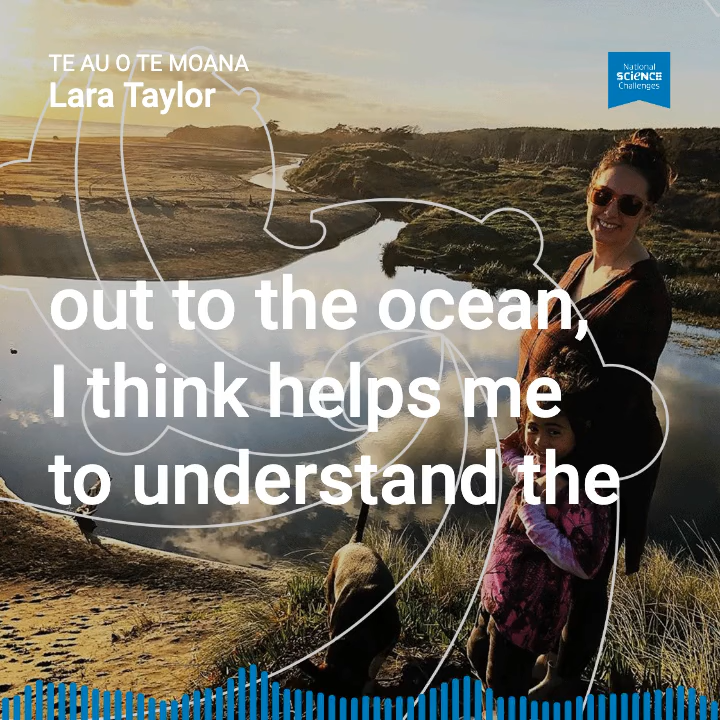 TE AU O TE MOANA
Lara Taylor
National
SCIENCE
Challenges
out to the ocean,
I think helps me
to understand the